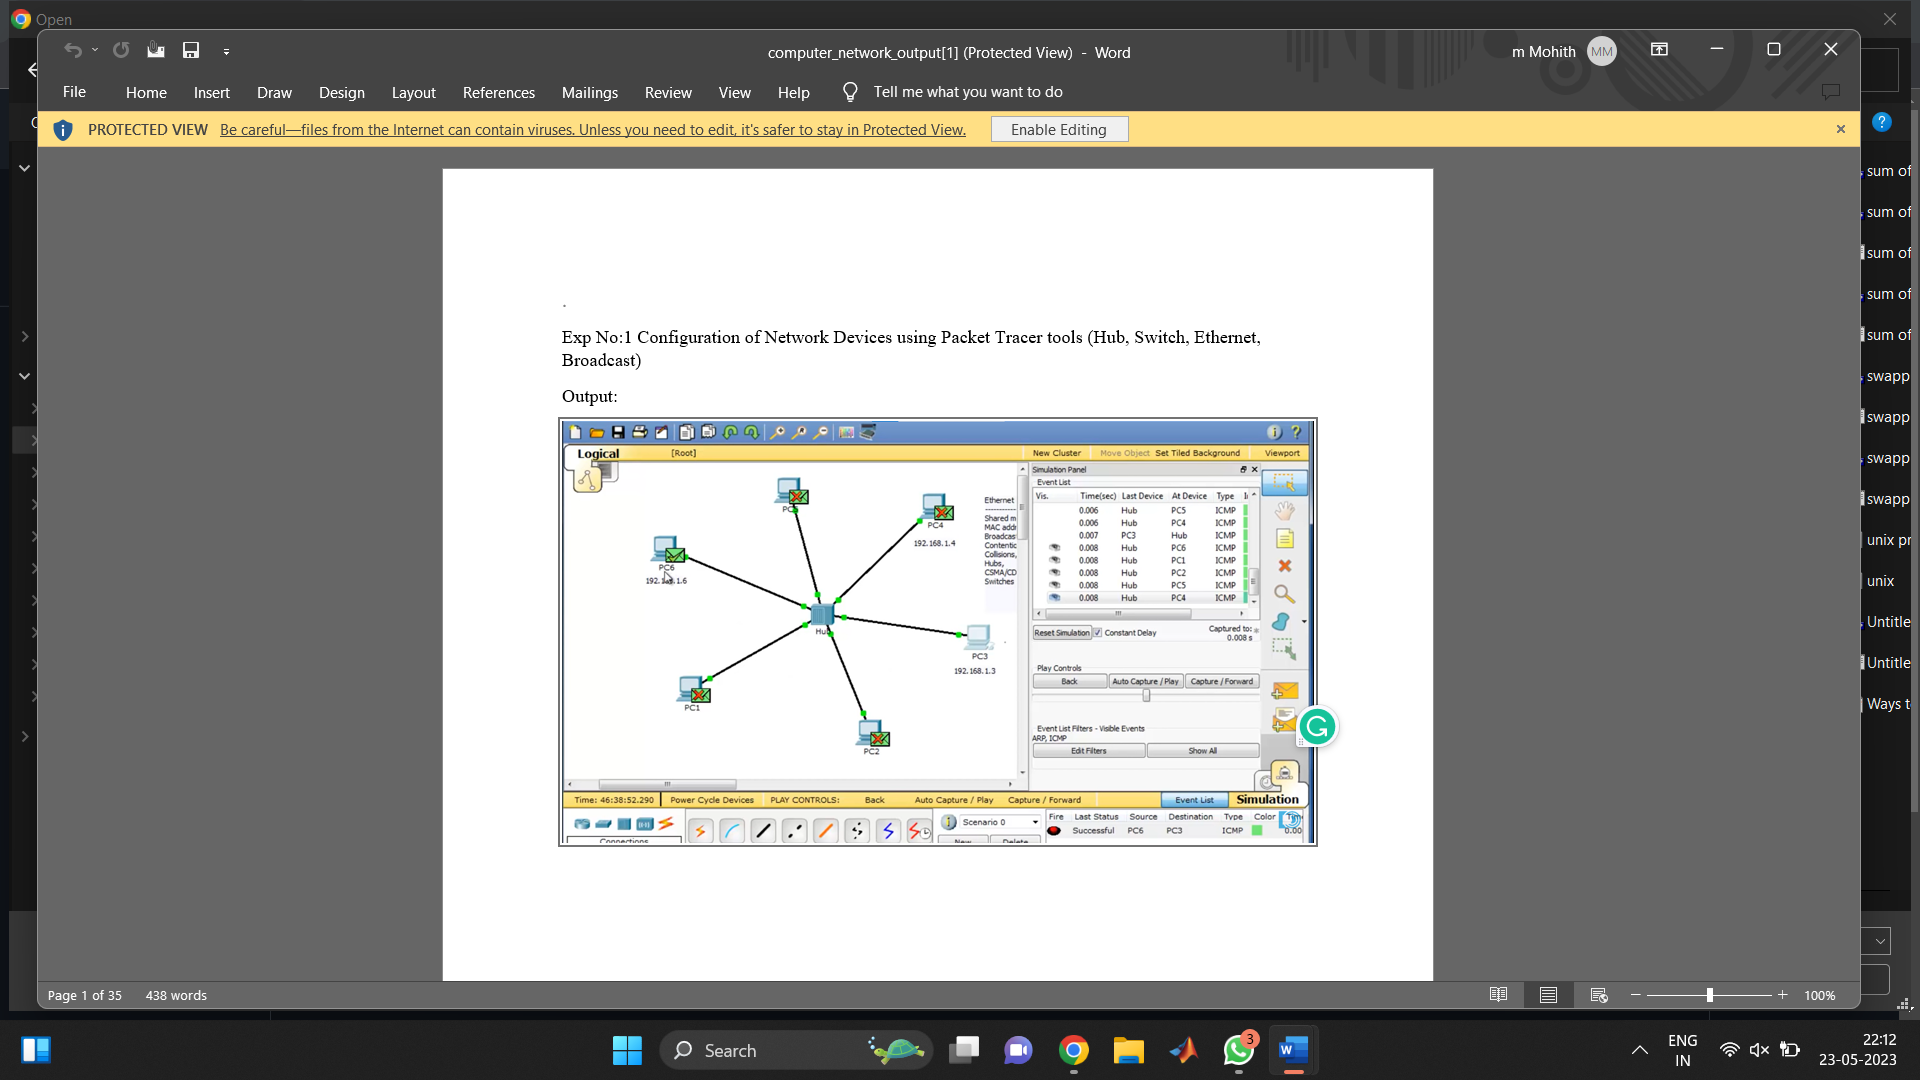 Open
computer_network_output[1] (Protected View) - Word
m Mohith
MM
File Home Insert Draw Design Layout References Mailings Review View Help Tell me what you want to do
PROTECTED VIEW Be careful—files from the Internet can contain viruses. Unless you need to edit, it's safer to stay in Protected View. Enable Editing
.
Exp No:1 Configuration of Network Devices using Packet Tracer tools (Hub, Switch, Ethernet,
Broadcast)
Output:
Logical [Root] New Cluster Move Object Set Tiled Background Viewport
Simulation Panel
Event List
Vis. Time(sec) Last Device At Device Type
0.006 Hub PC5 ICMP
0.006 Hub PC4 ICMP
0.007 PC3 Hub ICMP
0.008 Hub PC6 ICMP
0.008 Hub PC1 ICMP
0.008 Hub PC2 ICMP
0.008 Hub PC5 ICMP
0.008 Hub PC4 ICMP
Reset Simulation Constant Delay Captured to:
0.008 s
Play Controls
Back Auto Capture / Play Capture / Forward
Event List Filters - Visible Events
ARP, ICMP
Edit Filters Show All
PC4
192.168.1.4
Ethernet
Shared m
MAC addr
Broadcas
Contentio
Collisions,
Hubs,
CSMA/CD
Switches
PC6
Hu
PC3
192.168.1.3
PC1
PC2
Time: 46:38:52.290 Power Cycle Devices PLAY CONTROLS: Back Auto Capture / Play Capture / Forward Event List Simulation
Scenario 0
New Delete
Connections
Fire Last Status Source Destination Type Color Tim
Successful PC6 PC3 ICMP 0.00
sum of
sum of
sum of
sum of
sum of
swapp
swapp
swapp
swapp
unix pr
unix
Untitle
Untitle
Ways t
Page 1 of 35 438 words
100%
Search
3
ENG
IN
22:12
23-05-2023